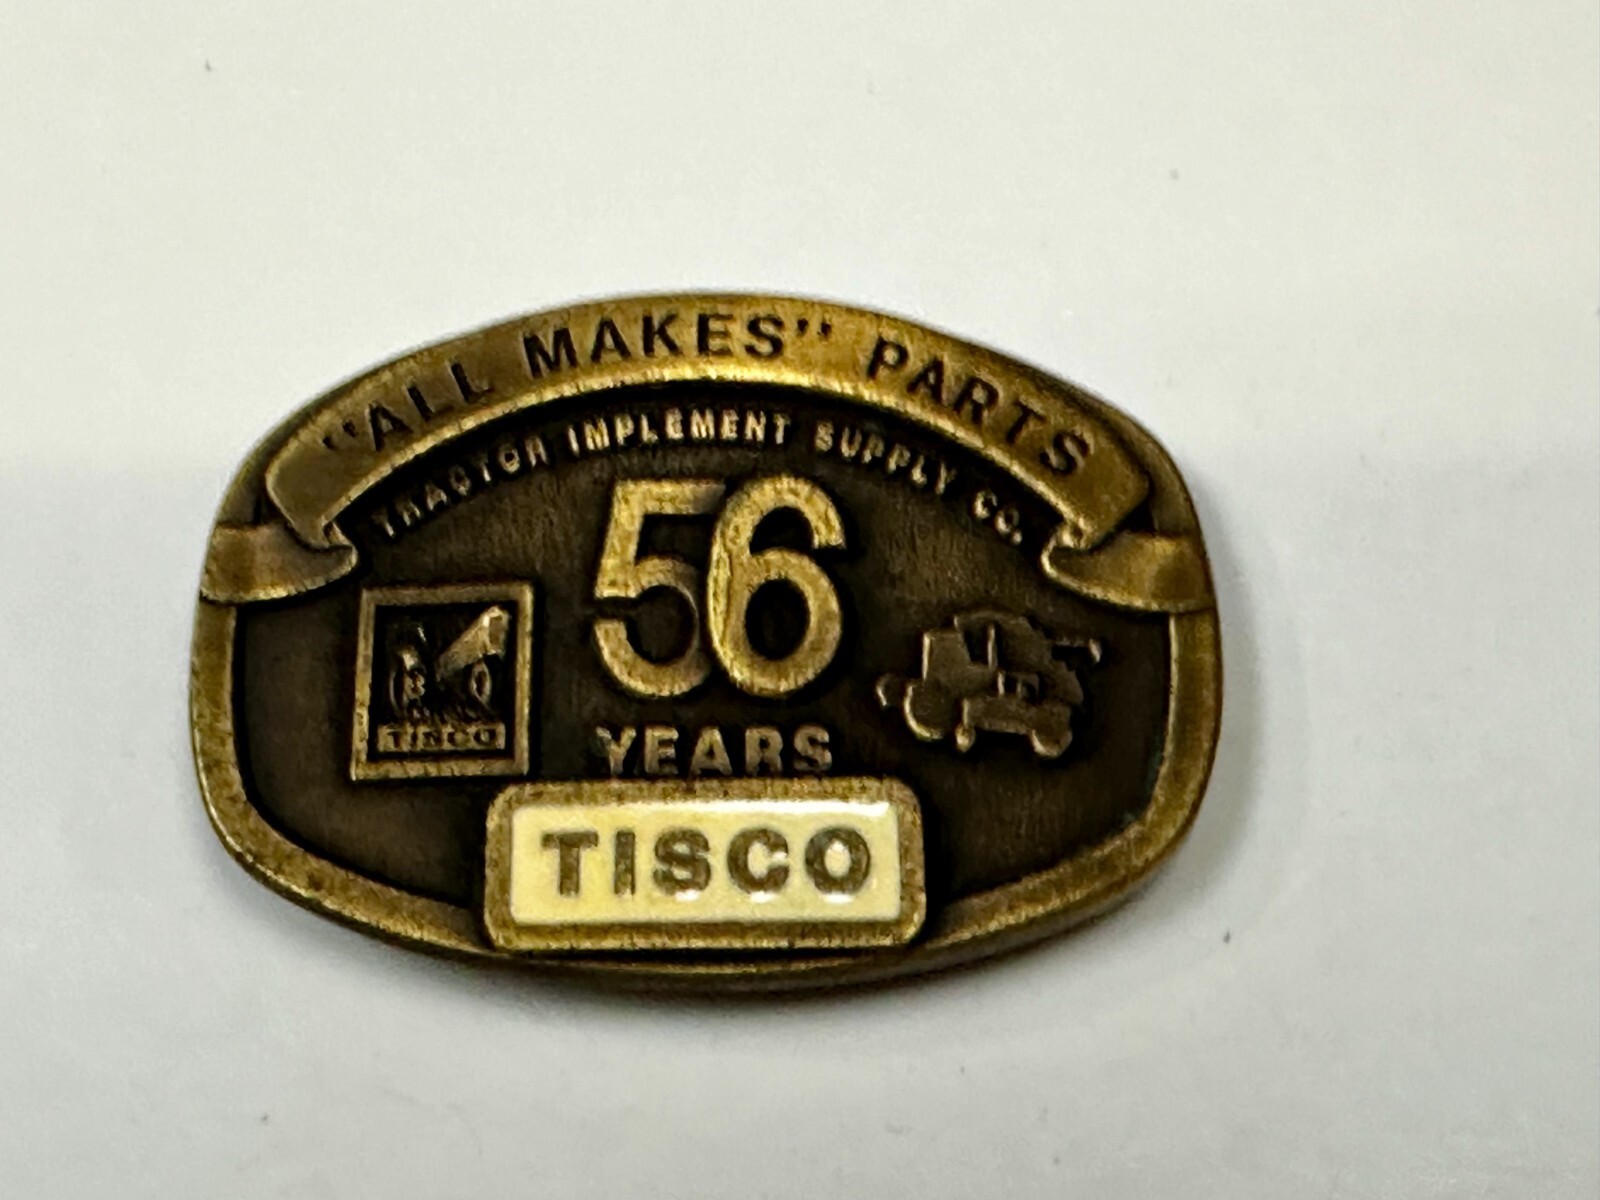 "ALL MAKES" PARTS
TRACTOR IMPLEMENT SUPPLY CO.
56
YEARS
TISCO
TISCO